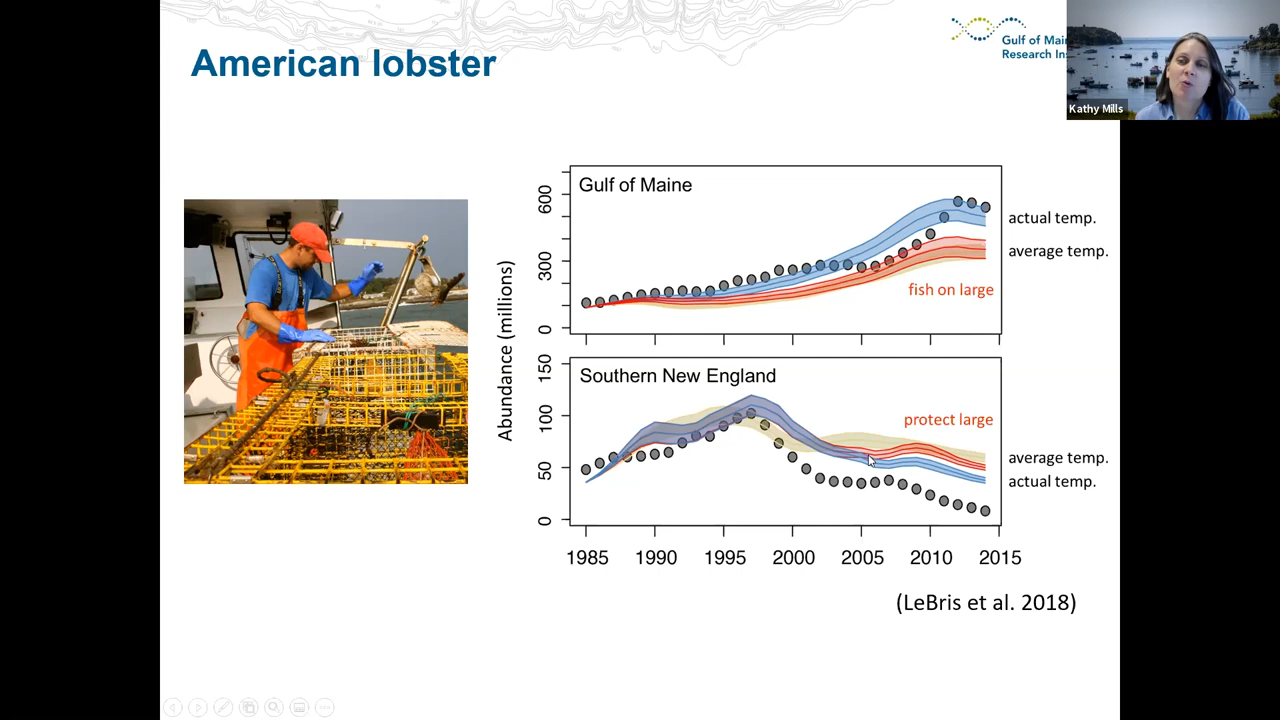 American lobster
Gulf of Mai
Research Ins
Kathy Mills
Gulf of Maine
600
300
0
actual temp.
average temp.
fish on large
Abundance (millions)
Southern New England
150
100
50
0
protect large
average temp.
actual temp.
1985 1990 1995 2000 2005 2010 2015
(LeBris et al. 2018)